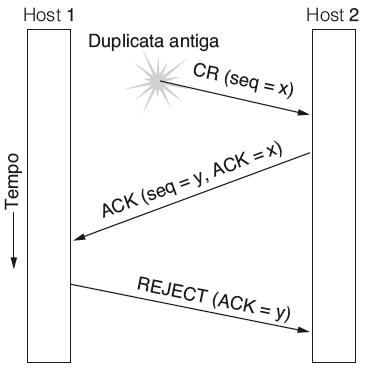 Host 1
Host 2
Duplicata antiga
CR (seq = x)
ACK (seq = y, ACK = x)
Tempo
REJECT (ACK = y)